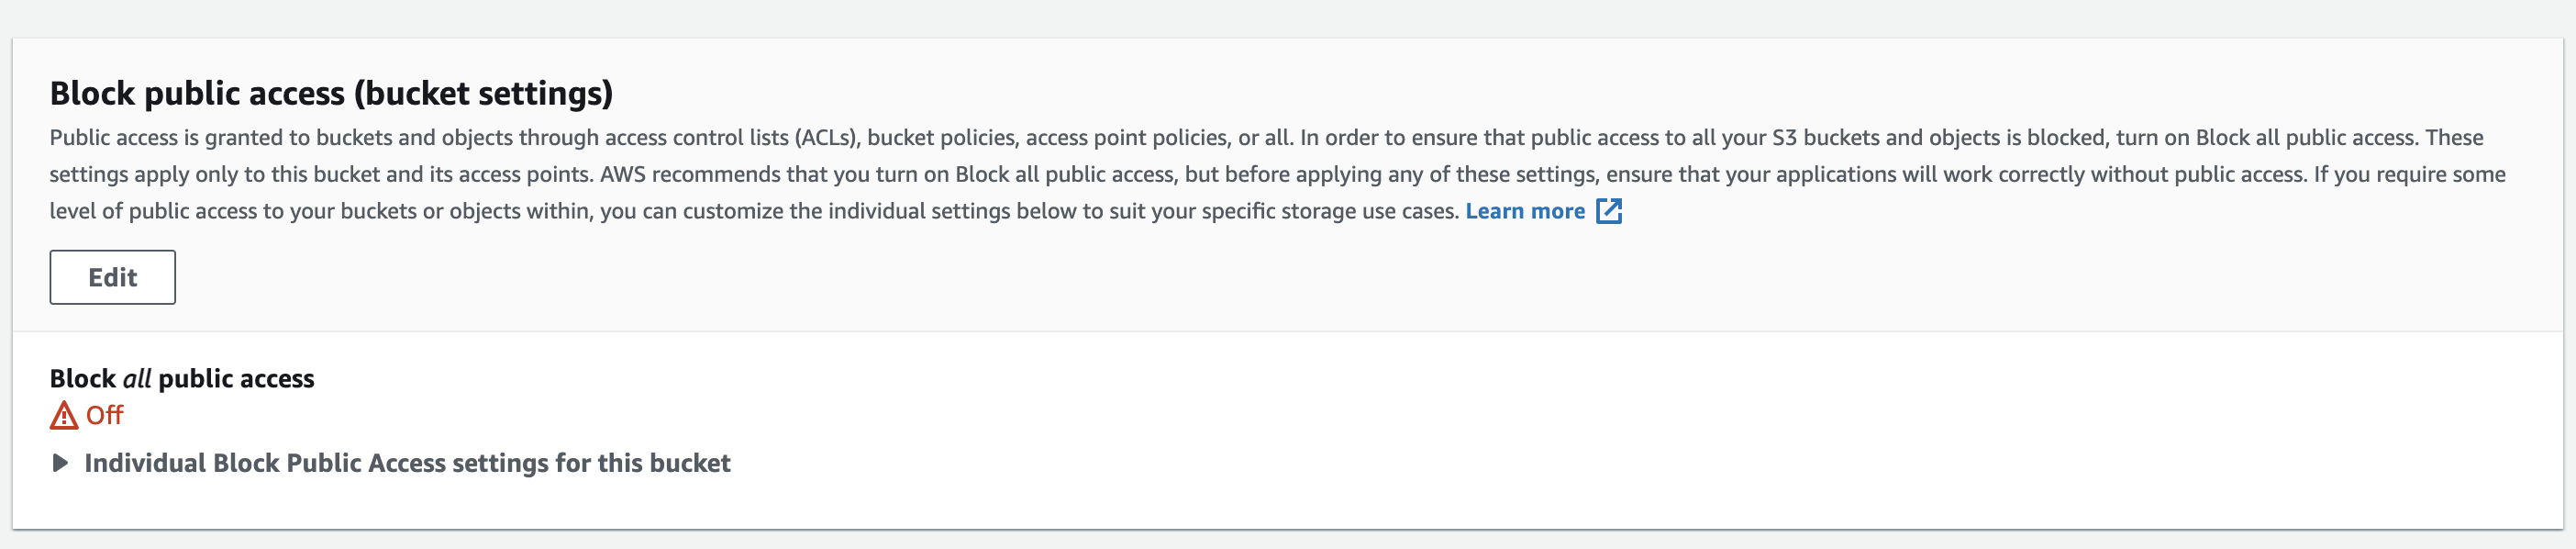 Block public access (bucket settings)
Public access is granted to buckets and objects through access control lists (ACLs), bucket policies, access point policies, or all. In order to ensure that public access to all your S3 buckets and objects is blocked, turn on Block all public access. These
settings apply only to this bucket and its access points. AWS recommends that you turn on Block all public access, but before applying any of these settings, ensure that your applications will work correctly without public access. If you require some
level of public access to your buckets or objects within, you can customize the individual settings below to suit your specific storage use cases. Learn more
Edit
Block all public access
Off
Individual Block Public Access settings for this bucket